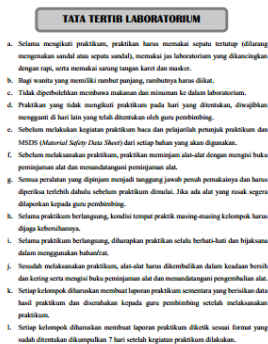 TATA TERTIB LABORATORIUM
a. Selama mengikuti praktikum, praktikan harus memakai sepatu tertutup (dilarang
mengenakan sandal atau sepatu sandal), memakai jas laboratorium yang dikancingkan
dengan rapi, serta memakai sarung tangan karet dan masker.
b. Bagi wanita yang memiliki rambut panjang, rambutnya harus diikat.
c. Tidak diperbolehkan membawa makanan dan minuman ke dalam laboratorium.
d. Praktikan yang tidak mengikuti praktikum pada hari yang ditentukan, diwajibkan
mengganti di hari lain yang telah ditentukan oleh guru pembimbing.
e. Sebelum melakukan kegiatan praktikum baca dan pelajarilah petunjuk praktikum dan
MSDS (Material Safety Data Sheet) dari setiap bahan yang akan digunakan.
f. Sebelum melaksanakan praktikan, praktikan meminjam alat-alat dengan mengisi buku
peminjaman alat dan menandatangani peminjaman alat.
g. Semua peralatan yang dipinjam menjadi tanggung jawab penuh pemakainya dan harus
diperiksa terlebih dahulu sebelum praktikum dimulai. Jika ada alat yang rusak segera
dilaporkan kepada guru pembimbing.
h. Selama praktikum berlangsung, kondisi tempat praktik masing-masing kelompok harus
dijaga kebersihannya.
i. Selama praktikum berlangsung, diharapkan praktikan selalu berhati-hati dan bijaksana
dalam menggunakan bahan/zat.
j. Sesudah melaksanakan praktikum, alat-alat harus dikembalikan dalam keadaan bersih
dan kering serta mengisi buku peminjaman alat dan menandatangani pengembalian alat.
k. Setiap kelompok diharuskan membuat laporan praktikum sementara yang berisikan data
hasil praktikum dan diserahkan kepada guru pembimbing setelah melaksanakan
praktikum.
l. Setiap kelompok diharuskan membuat laporan praktikum diketik sesuai format yang
sudah ditentukan dikumpulkan 7 hari setelah kegiatan praktikum dilakukan.